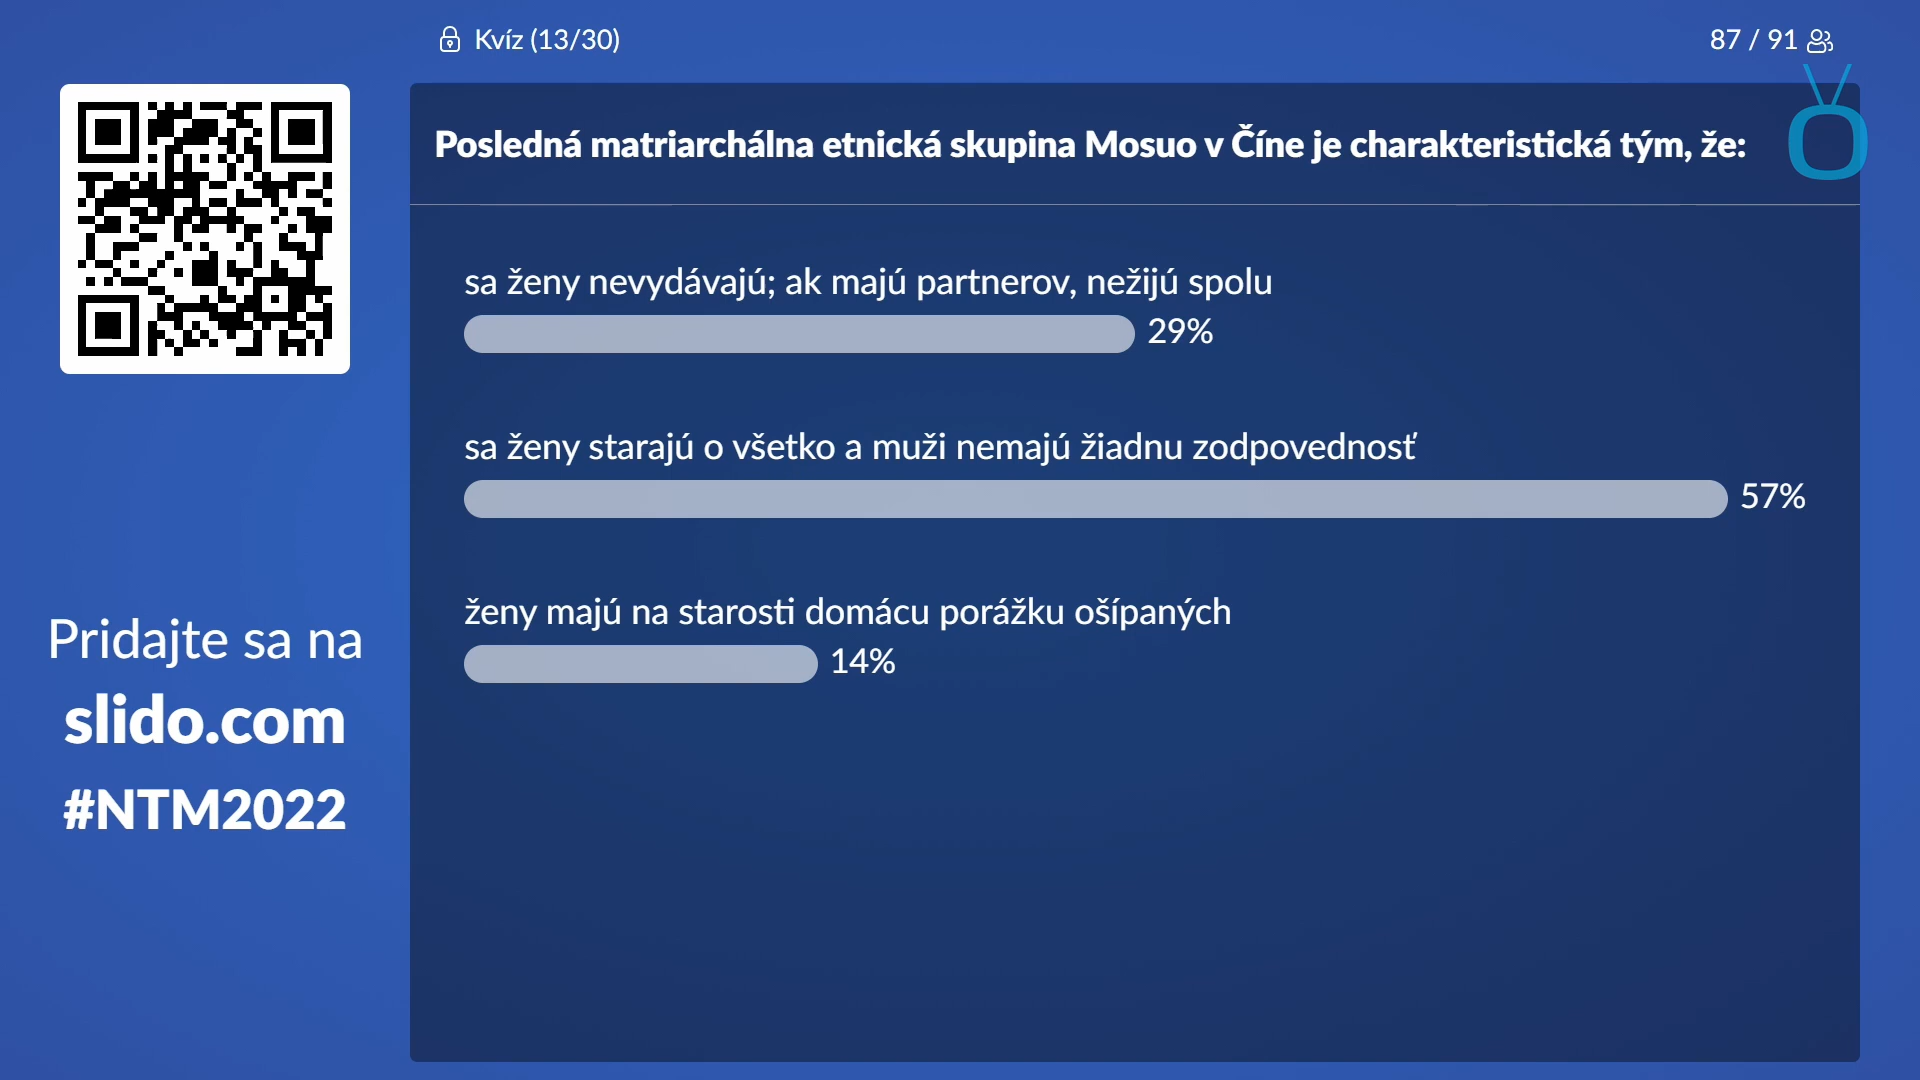 Kvíz (13/30)
87 / 91
Posledná matriarchálna etnická skupina Mosuo v Číne je charakteristická tým, že:
sa ženy nevydávajú; ak majú partnerov, nežijú spolu
29%
sa ženy starajú o všetko a muži nemajú žiadnu zodpovednosť
57%
ženy majú na starosti domácu porážku ošípaných
14%
Pridajte sa na
slido.com
#NTM2022